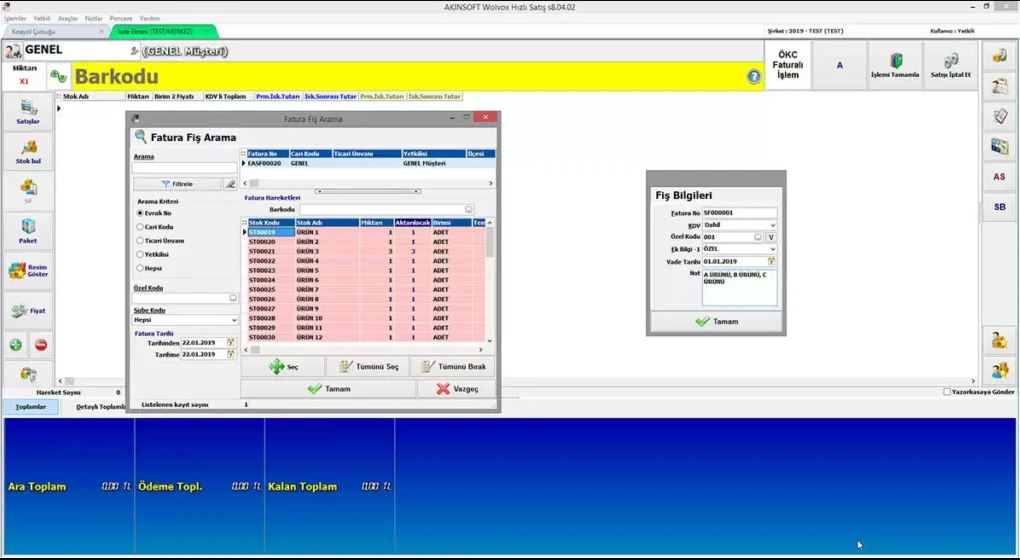 AKINSOFT Wolvox Hızlı Satış s8.04.02
İşlemler Yetkili Araçlar Notlar Pencere Yardım
Kısayol Çubuğu
İade Ekranı (TEST/MERKEZ)
Şirket : 2019 - TEST (TEST)
Kullanıcı : Yetkili
GENEL
(GENEL Müşteri)
Miktarı
X1
Barkodu
ÖKC Faturalı İşlem
A
İşlemi Tamamla
Satışı İptal Et
Stok Adı Miktarı Birim 2 Fiyatı KDV li Toplam Prm.İsk.Tutarı İsk.Sonrası Tutar Prm.İsk.Tutarı İsk.Sonrası Tutar
Satışlar
Stok bul
Paket
Resim Göster
Fiyat
AS
SB
Fatura Fiş Arama
Fatura Fiş Arama
Arama
Filtrele
Arama Kriteri
Evrak No
Cari Kodu
Ticari Ünvanı
Yetkilisi
Hepsi
Özel Kodu
Şube Kodu
Hepsi
Fatura Tarihi
Tarihinden 22.01.2019
Tarihine 22.01.2019
Fatura No Cari Kodu Ticari Ünvanı Yetkilisi İlçesi
EASF00020 GENEL GENEL Müşteri
Fatura Hareketleri
Barkodu
Stok Kodu Stok Adı Miktarı Aktarılacak Birimi
ST00019 ÜRÜN 1 1 1 ADET
ST00020 ÜRÜN 2 1 1 ADET
ST00021 ÜRÜN 3 3 3 ADET
ST00022 ÜRÜN 4 1 1 ADET
ST00023 ÜRÜN 5 1 1 ADET
ST00024 ÜRÜN 6 1 1 ADET
ST00025 ÜRÜN 7 1 1 ADET
ST00026 ÜRÜN 8 1 1 ADET
ST00027 ÜRÜN 9 1 1 ADET
ST00028 ÜRÜN 10 1 1 ADET
ST00029 ÜRÜN 11 1 1 ADET
ST00030 ÜRÜN 12 1 1 ADET
Seç
Tümünü Seç
Tümünü Bırak
Tamam
Vazgeç
Listelenen kayıt sayısı 1
Fiş Bilgileri
Fatura No SF000001
KDV Dahil
Özel Kodu 001 V
Ek Bilgi -1 ÖZEL
Vade Tarihi 01.01.2019
Not A ÜRÜNÜ, B ÜRÜNÜ, C
ÜRÜNÜ
Tamam
Hareket Sayısı 0
Yazarkasaya Gönder
Toplamlar
Detaylı Toplamla
Ara Toplam 0,00 TL
Ödeme Topl. 0,00 TL
Kalan Toplam 0,00 TL